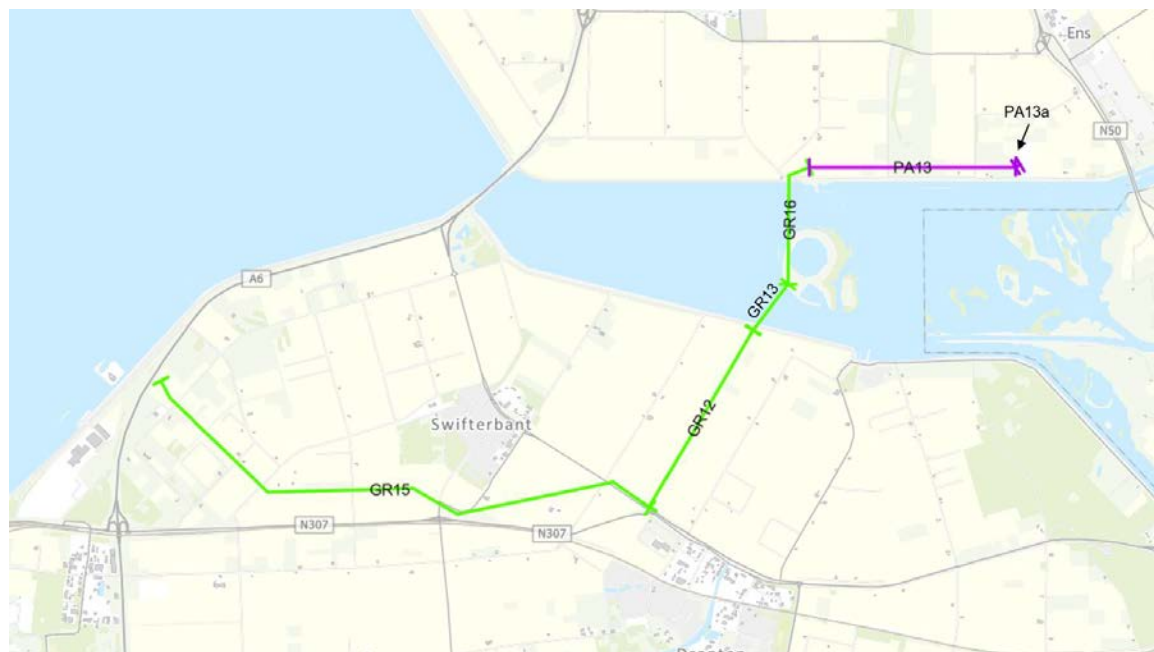 Ens
PA13a
N50
PA13
GR16
A6
GR13
GR12
Swifterbant
GR15
N307
N307